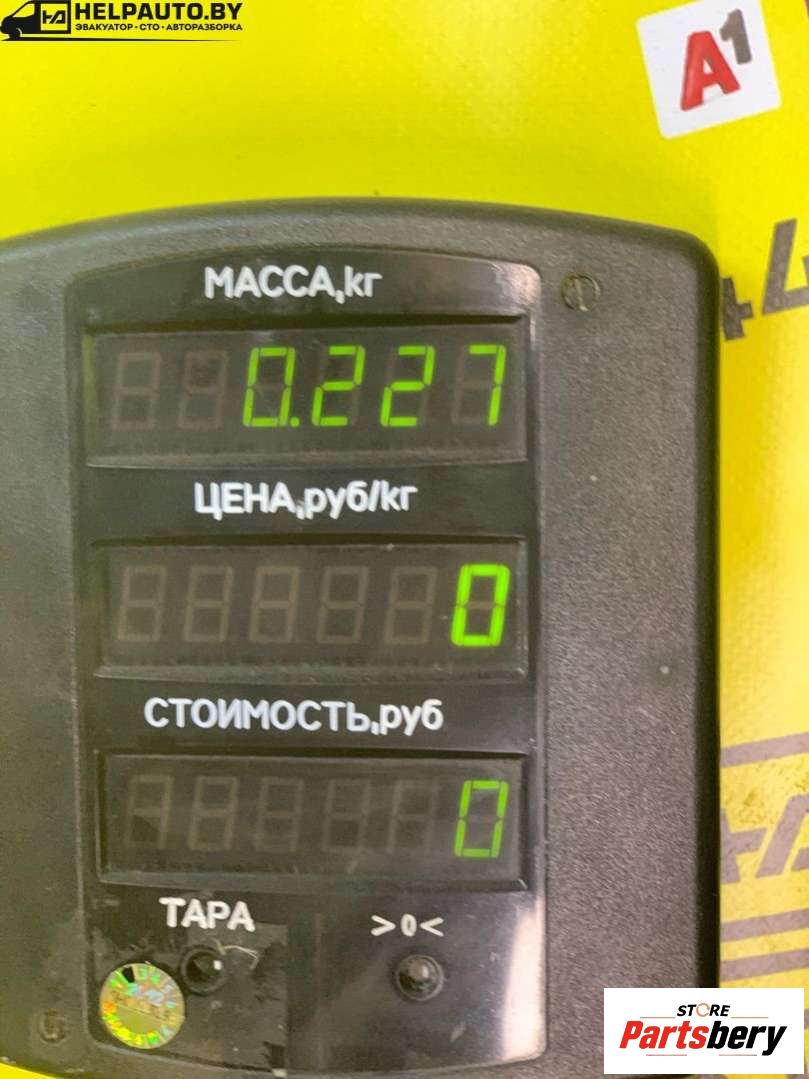 HELPAUTO.BY
ЭВАКУАТОР • СТО • АВТОРАЗБОРКА
A1
МАССА,кг
0.227
ЦЕНА,руб/кг
0
СТОИМОСТЬ,руб
0
ТАРА >0<
STORE
Partsbery